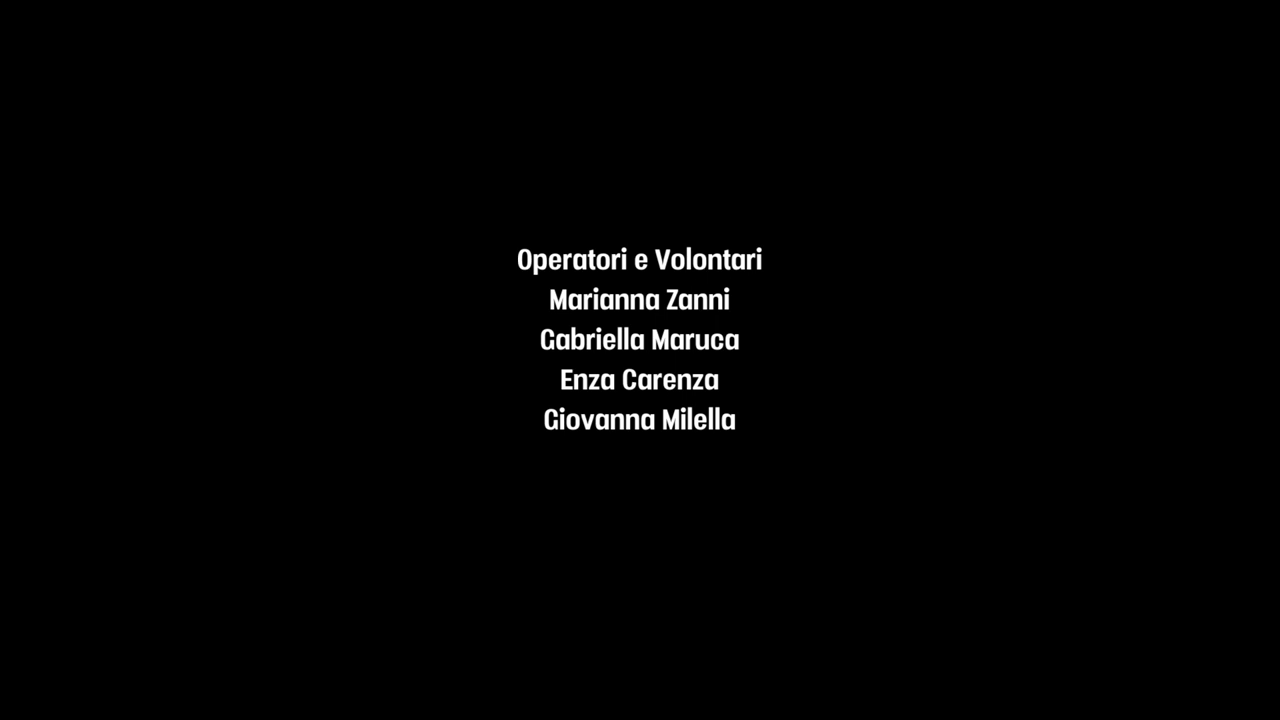 Operatori e Volontari
Marianna Zanni
Gabriella Maruca
Enza Carenza
Giovanna Milella